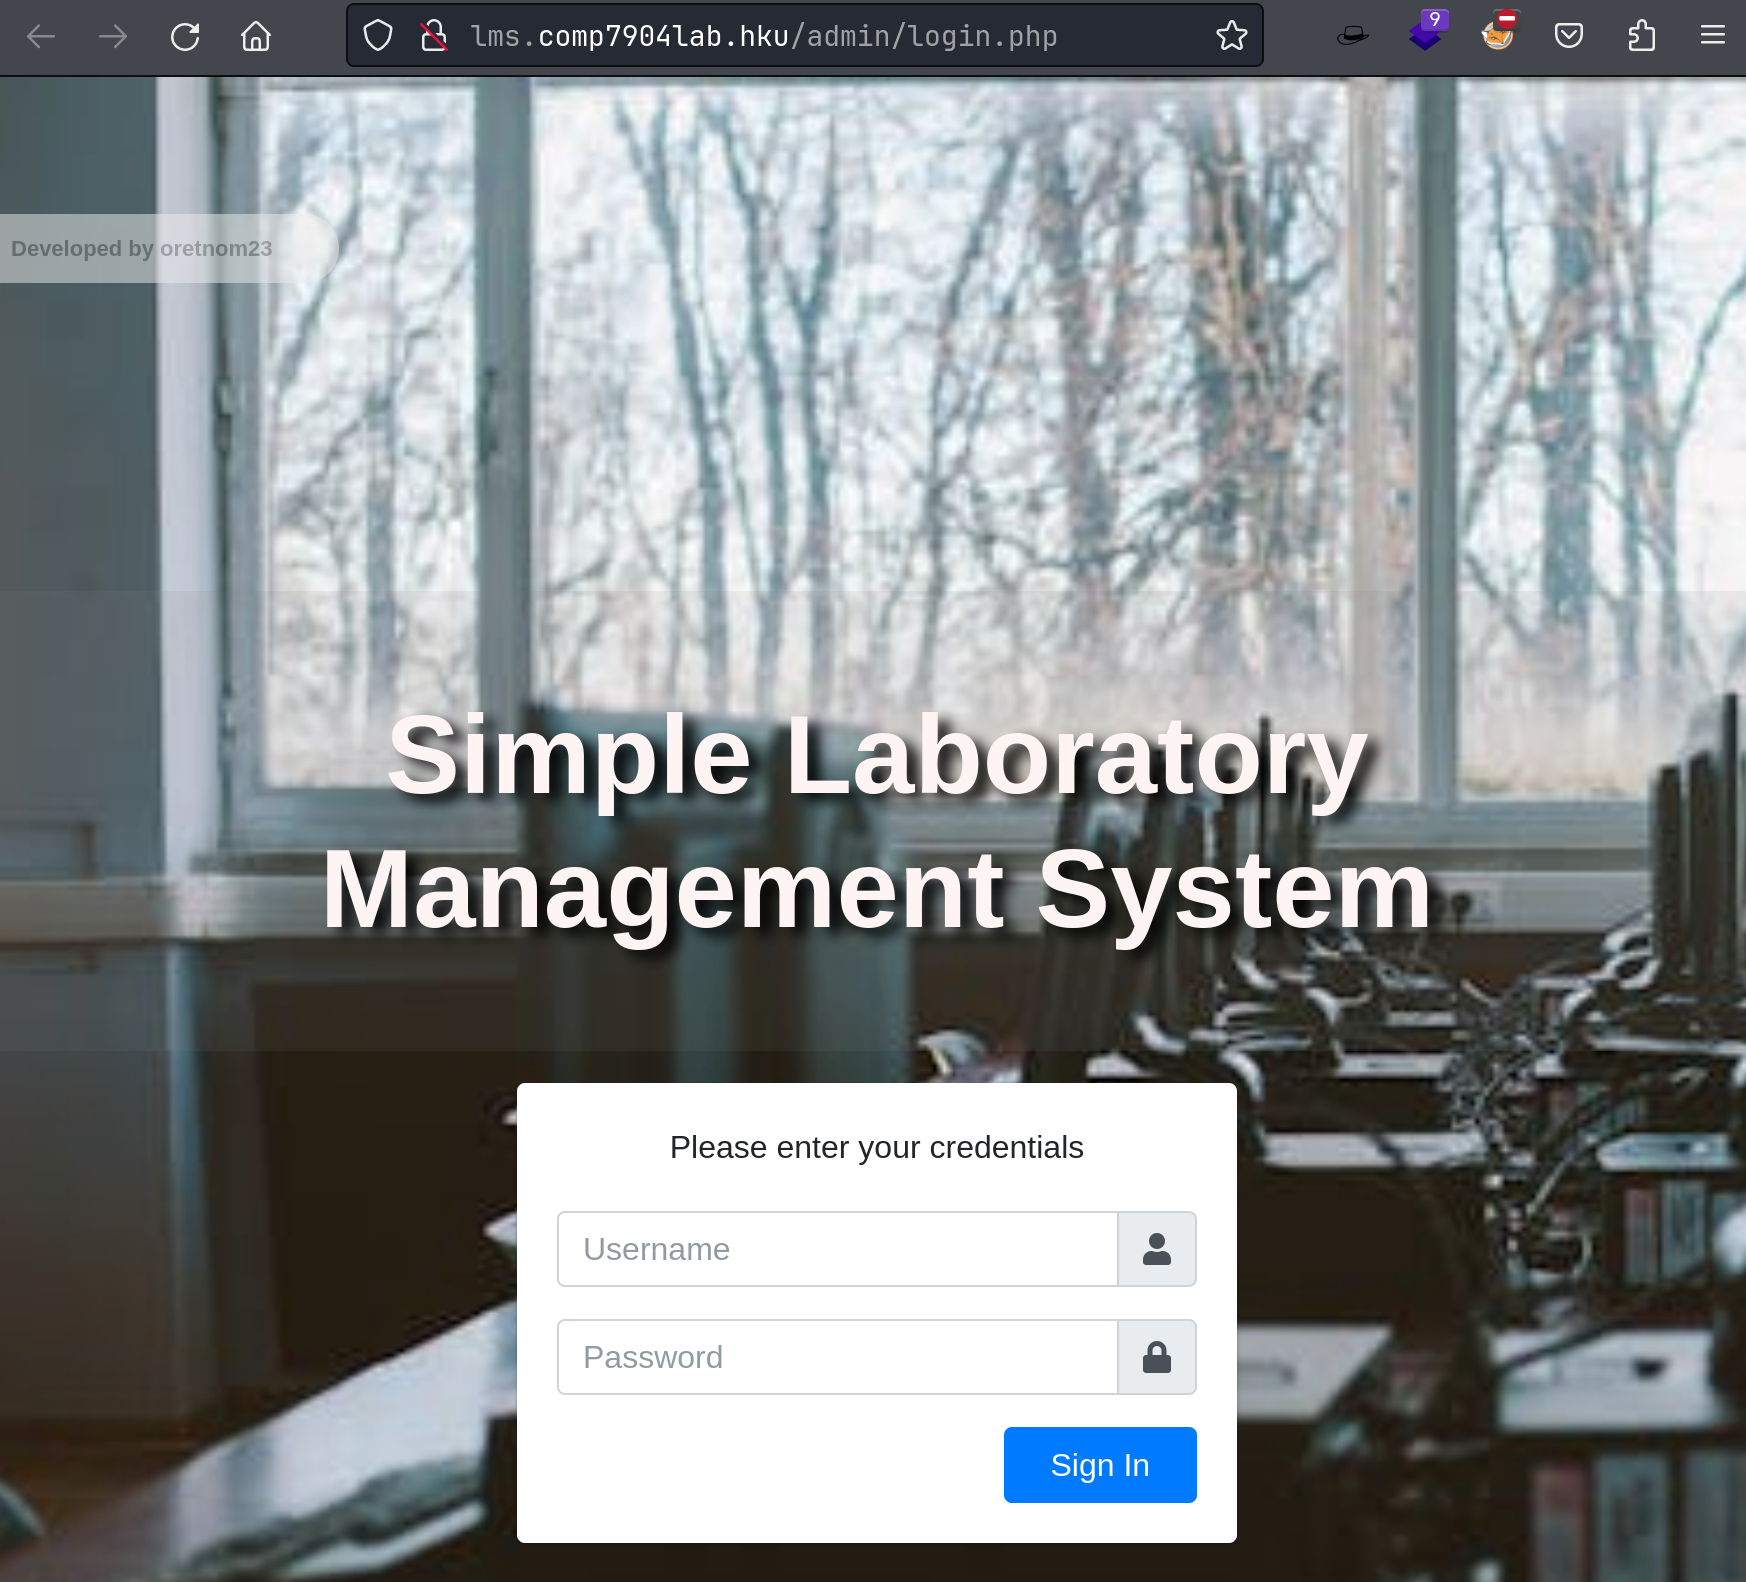 lms.comp7904lab.hku/admin/login.php
9
Developed by oretnom23
Simple Laboratory
Management System
Please enter your credentials
Username
Password
Sign In